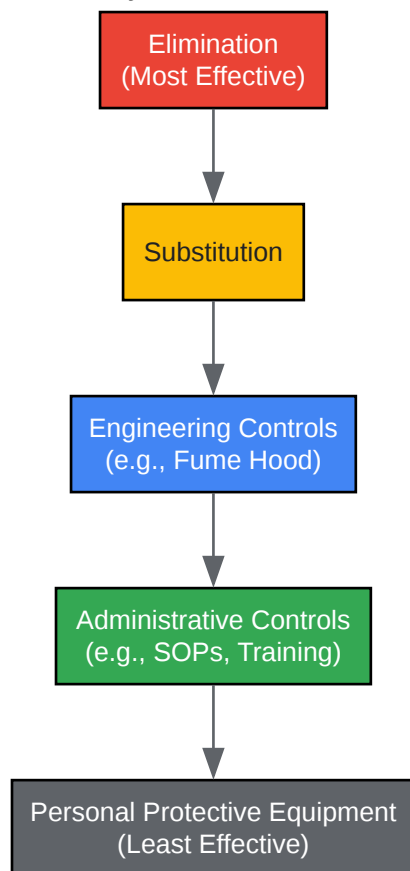 Elimination
(Most Effective)
Substitution
Engineering Controls
(e.g., Fume Hood)
Administrative Controls
(e.g., SOPs, Training)
Personal Protective Equipment
(Least Effective)